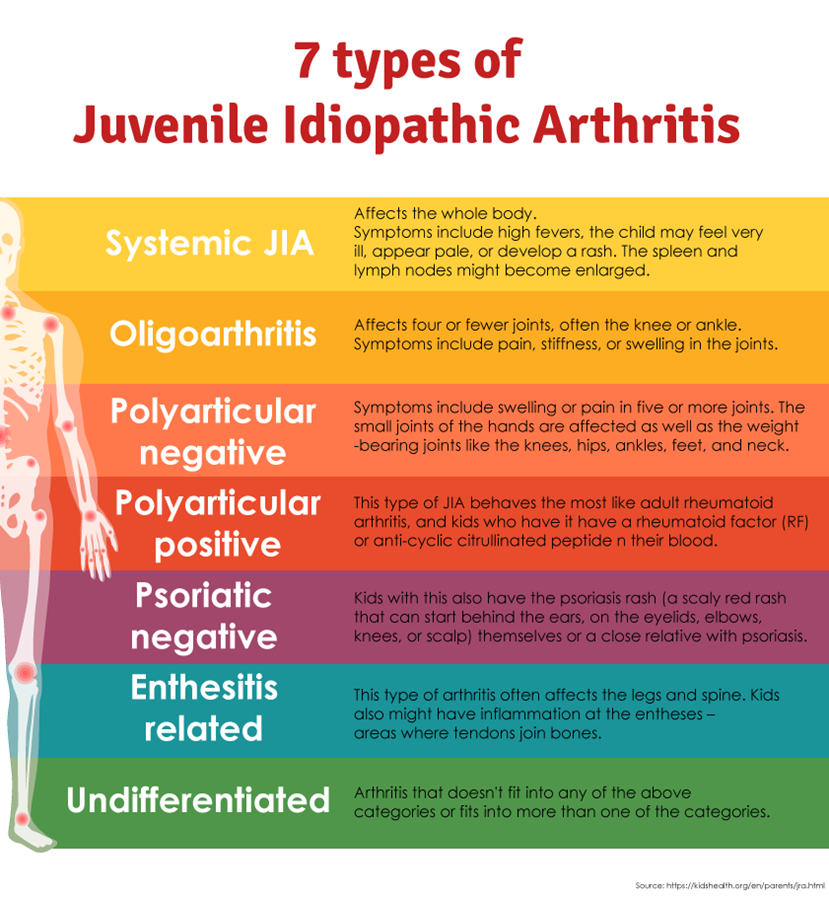 7 types of
Juvenile Idiopathic Arthritis
Systemic JIA
Affects the whole body.
Symptoms include high fevers, the child may feel very
ill, appear pale, or develop a rash. The spleen and
lymph nodes might become enlarged.
Oligoarthritis
Affects four or fewer joints, often the knee or ankle.
Symptoms include pain, stiffness, or swelling in the joints.
Polyarticular
negative
Symptoms include swelling or pain in five or more joints. The
small joints of the hands are affected as well as the weight
-bearing joints like the knees, hips, ankles, feet, and neck.
Polyarticular
positive
This type of JIA behaves the most like adult rheumatoid
arthritis, and kids who have it have a rheumatoid factor (RF)
or anti-cyclic citrullinated peptide n their blood.
Psoriatic
negative
Kids with this also have the psoriasis rash (a scaly red rash
that can start behind the ears, on the eyelids, elbows,
knees, or scalp) themselves or a close relative with psoriasis.
Enthesitis
related
This type of arthritis often affects the legs and spine. Kids
also might have inflammation at the entheses –
areas where tendons join bones.
Undifferentiated
Arthritis that doesn't fit into any of the above
categories or fits into more than one of the categories.
Source: https://kidshealth.org/en/parents/jra.html